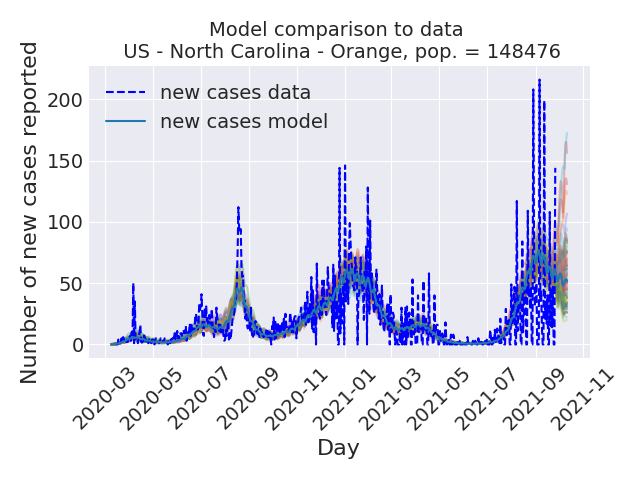 Model comparison to data
US - North Carolina - Orange, pop. = 148476
Number of new cases reported
200
150
100
50
0
new cases data
new cases model
2020-03
2020-05
2020-07
2020-09
2020-11
2021-01
2021-03
2021-05
2021-07
2021-09
2021-11
Day